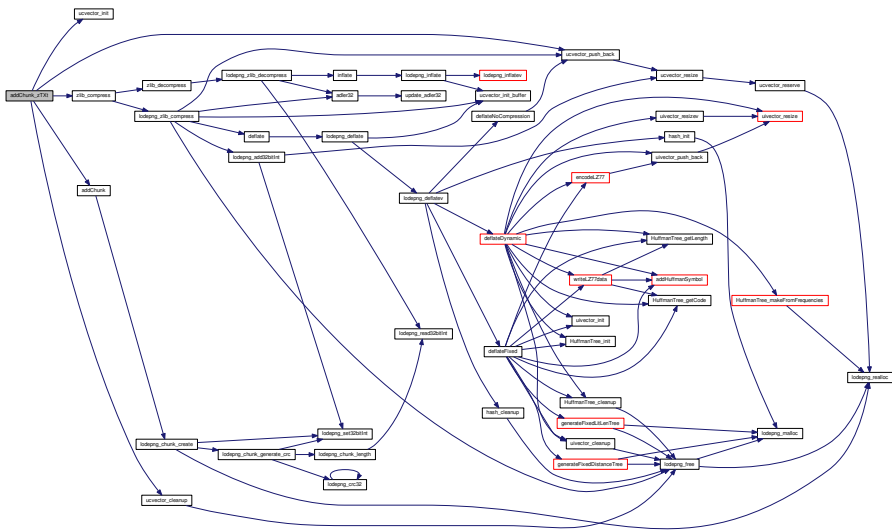 ucvector_init
addChunk_zTXt
zlib_compress
addChunk
ucvector_cleanup
zlib_decompress
lodepng_zlib_compress
lodepng_chunk_create
lodepng_zlib_decompress
deflate
lodepng_add32bitInt
lodepng_chunk_generate_crc
inflate
adler32
lodepng_deflate
lodepng_set32bitInt
lodepng_chunk_length
lodepng_crc32
lodepng_inflate
update_adler32
lodepng_deflatev
lodepng_read32bitInt
lodepng_inflatev
ucvector_init_buffer
deflateNoCompression
deflateDynamic
deflateFixed
hash_cleanup
ucvector_push_back
encodeLZ77
writeLZ77data
uivector_init
HuffmanTree_init
HuffmanTree_cleanup
generateFixedLitLenTree
uivector_cleanup
generateFixedDistanceTree
ucvector_resize
uivector_resizev
hash_init
uivector_push_back
HuffmanTree_getLength
addHuffmanSymbol
HuffmanTree_getCode
lodepng_free
ucvector_reserve
uivector_resize
HuffmanTree_makeFromFrequencies
lodepng_malloc
lodepng_realloc